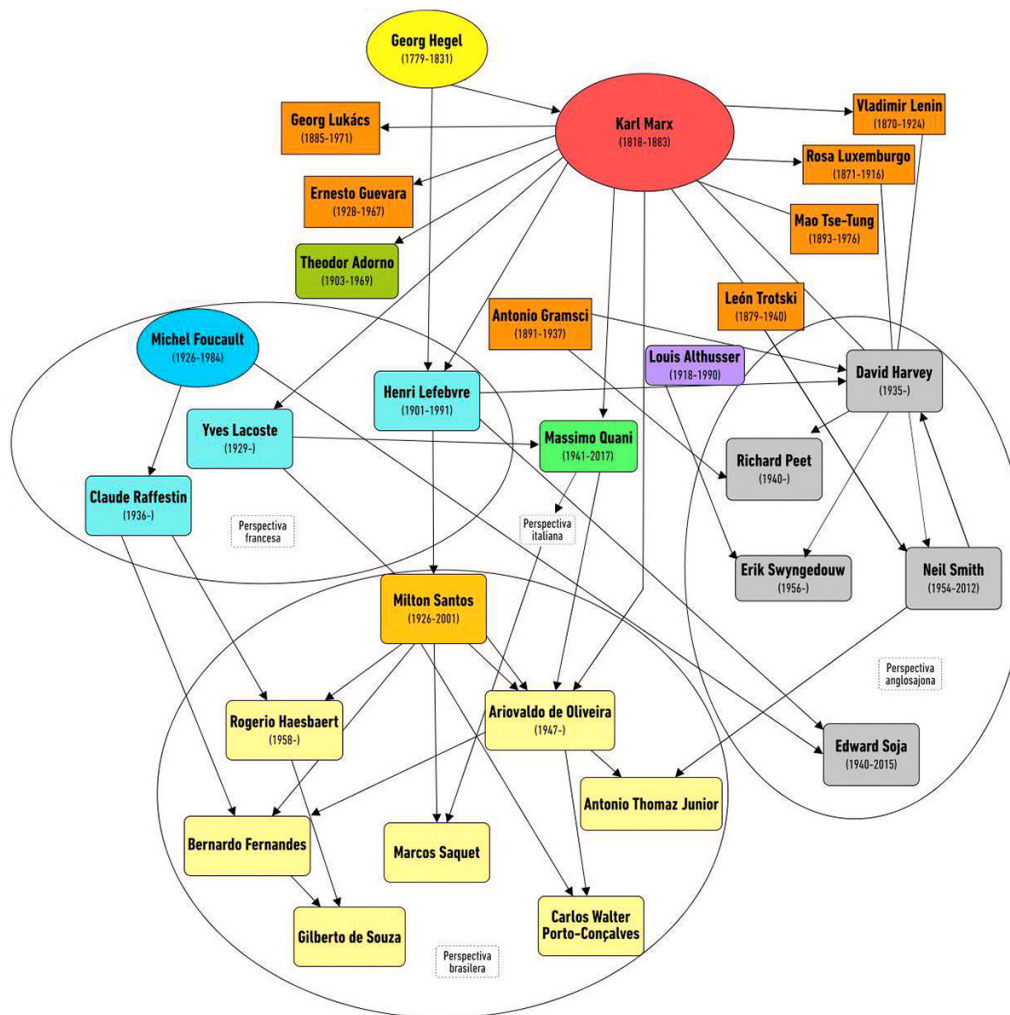 Georg Hegel
(1779-1831)
Karl Marx
(1818-1883)
Vladimir Lenin
(1870-1924)
Georg Lukács
(1885-1971)
Rosa Luxemburgo
(1871-1916)
Ernesto Guevara
(1928-1967)
Mao Tse-Tung
(1893-1976)
Theodor Adorno
(1903-1969)
Antonio Gramsci
(1891-1937)
León Trotski
(1879-1940)
Michel Foucault
(1926-1984)
Louis Althusser
(1918-1990)
David Harvey
(1935-)
Henri Lefebvre
(1901-1991)
Yves Lacoste
(1929-)
Massimo Quani
(1941-2017)
Richard Peet
(1940-)
Claude Raffestin
(1936-)
Perspectiva
francesa
Perspectiva
italiana
Erik Swyngedouw
(1956-)
Neil Smith
(1954-2012)
Milton Santos
(1926-2001)
Perspectiva
anglosajona
Rogerio Haesbaert
(1958-)
Ariovaldo de Oliveira
(1947-)
Edward Soja
(1940-2015)
Antonio Thomaz Junior
Bernardo Fernandes
Marcos Saquet
Gilberto de Souza
Carlos Walter
Porto-Conçalves
Perspectiva
brasilera